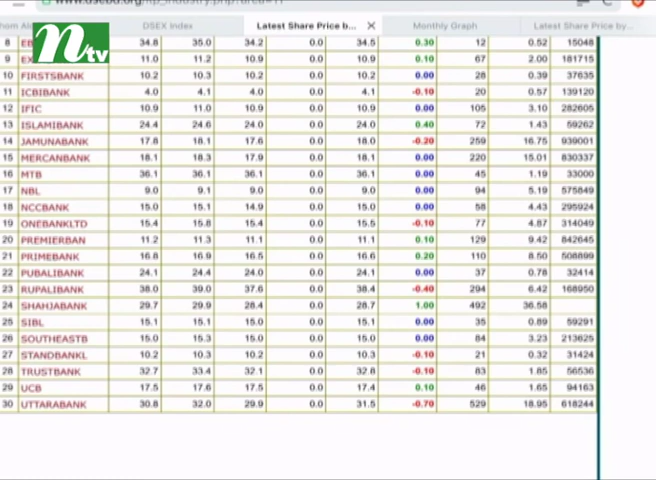 www.dsebd.org/ltp_industry.php?area=11
DSEX Index Latest Share Price b... × Monthly Graph Latest Share Price by...
ntv
8 34.8 35.0 34.2 0.0 34.5 0.30 12 0.52 15048
9 11.0 11.2 10.9 0.0 10.9 0.10 67 2.00 181715
10 FIRSTSBANK 10.2 10.3 10.2 0.0 10.2 0.00 28 0.39 37635
11 ICBIBANK 4.0 4.1 4.0 0.0 4.1 -0.10 20 0.57 139120
12 IFIC 10.9 11.0 10.9 0.0 10.9 0.00 105 3.10 282605
13 ISLAMIBANK 24.4 24.6 24.0 0.0 24.0 0.40 72 1.43 59262
14 JAMUNABANK 17.8 18.1 17.6 0.0 18.0 -0.20 259 16.75 939001
15 MERCANBANK 18.1 18.3 17.9 0.0 18.1 0.00 220 15.01 830337
16 MTB 36.1 36.1 36.1 0.0 36.1 0.00 45 1.19 33000
17 NBL 9.0 9.1 9.0 0.0 9.0 0.00 94 5.19 575849
18 NCCBANK 15.0 15.1 14.9 0.0 15.0 0.00 58 4.43 295924
19 ONEBANKLTD 15.4 15.8 15.4 0.0 15.5 -0.10 77 4.87 314049
20 PREMIERBAN 11.2 11.3 11.1 0.0 11.1 0.10 129 9.42 842645
21 PRIMEBANK 16.8 16.9 16.5 0.0 16.6 0.20 110 8.50 508899
22 PUBALIBANK 24.1 24.4 24.0 0.0 24.1 0.00 37 0.78 32414
23 RUPALIBANK 38.0 39.0 37.6 0.0 38.4 -0.40 294 6.42 168950
24 SHAHJABANK 29.7 29.9 28.4 0.0 28.7 1.00 492 36.58
25 SIBL 15.1 15.1 15.0 0.0 15.1 0.00 35 0.89 59291
26 SOUTHEASTB 15.0 15.3 15.0 0.0 15.0 0.00 84 3.23 213625
27 STANDBANKL 10.2 10.3 10.2 0.0 10.3 -0.10 21 0.32 31424
28 TRUSTBANK 32.7 33.4 32.1 0.0 32.8 -0.10 83 1.85 56536
29 UCB 17.5 17.6 17.5 0.0 17.4 0.10 46 1.65 94163
30 UTTARABANK 30.8 32.0 29.9 0.0 31.5 -0.70 529 18.95 618244